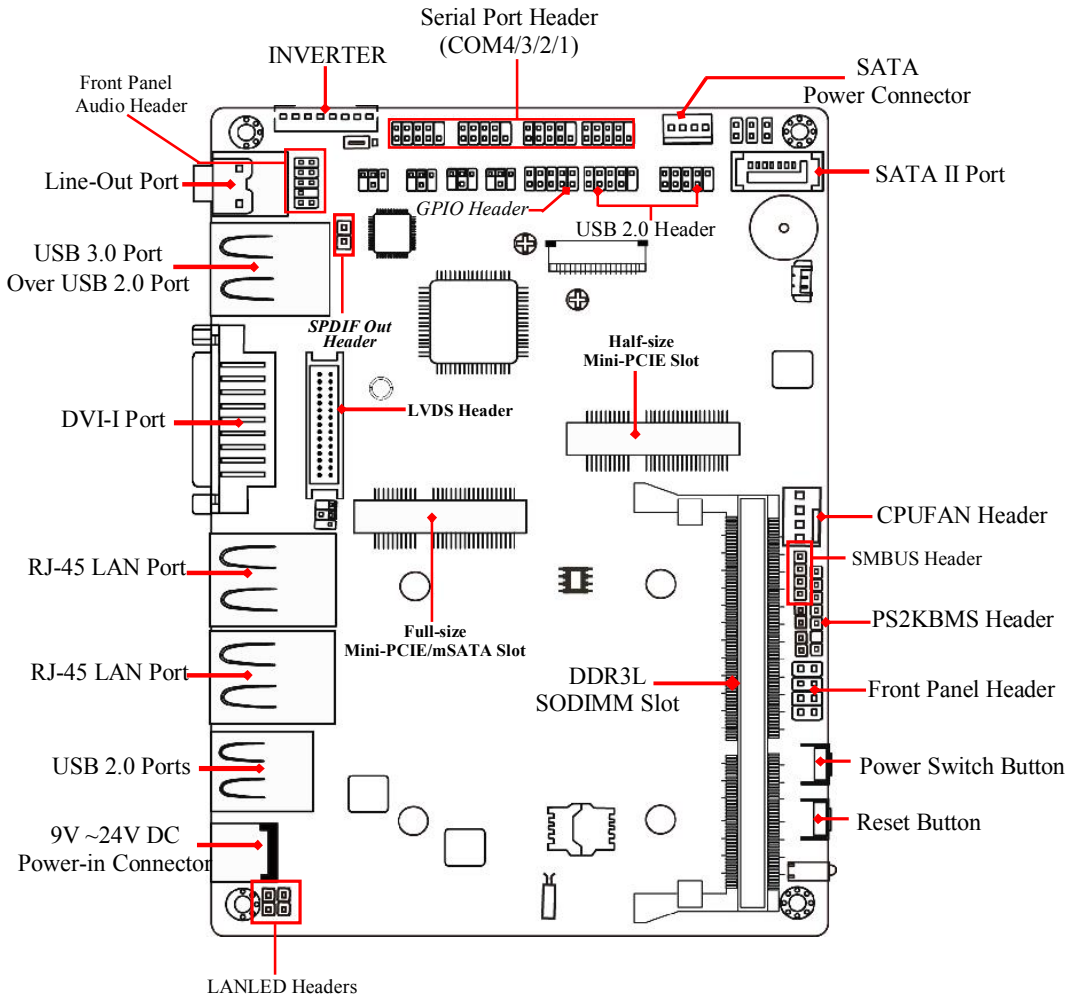 Serial Port Header
(COM4/3/2/1)
INVERTER
SATA
Power Connector
Front Panel
Audio Header
Line-Out Port
SATA II Port
GPIO Header
USB 2.0 Header
USB 3.0 Port
Over USB 2.0 Port
SPDIF Out
Header
Half-size
Mini-PCIE Slot
DVI-I Port
LVDS Header
CPUFAN Header
SMBUS Header
RJ-45 LAN Port
PS2KBMS Header
Full-size
Mini-PCIE/mSATA Slot
RJ-45 LAN Port
DDR3L
SODIMM Slot
Front Panel Header
USB 2.0 Ports
Power Switch Button
Reset Button
9V ~24V DC
Power-in Connector
LANLED Headers